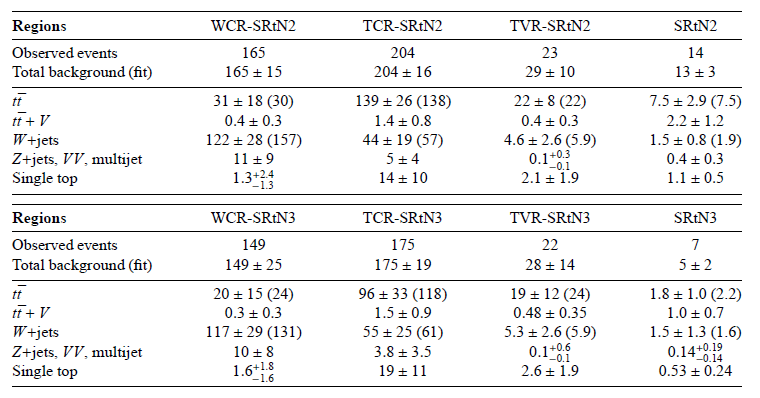 Regions WCR-SRtN2 TCR-SRtN2 TVR-SRtN2 SRtN2
Observed events 165 204 23 14
Total background (fit) 165 ± 15 204 ± 16 29 ± 10 13 ± 3
tt̅ 31 ± 18 (30) 139 ± 26 (138) 22 ± 8 (22) 7.5 ± 2.9 (7.5)
tt̅ + V 0.4 ± 0.3 1.4 ± 0.8 0.4 ± 0.3 2.2 ± 1.2
W+jets 122 ± 28 (157) 44 ± 19 (57) 4.6 ± 2.6 (5.9) 1.5 ± 0.8 (1.9)
Z+jets, VV, multijet 11 ± 9 5 ± 4 0.1 +0.3 −0.1 0.4 ± 0.3
Single top 1.3 +2.4 −1.3 14 ± 10 2.1 ± 1.9 1.1 ± 0.5
Regions WCR-SRtN3 TCR-SRtN3 TVR-SRtN3 SRtN3
Observed events 149 175 22 7
Total background (fit) 149 ± 25 175 ± 19 28 ± 14 5 ± 2
tt̅ 20 ± 15 (24) 96 ± 33 (118) 19 ± 12 (24) 1.8 ± 1.0 (2.2)
tt̅ + V 0.3 ± 0.3 1.5 ± 0.9 0.48 ± 0.35 1.0 ± 0.7
W+jets 117 ± 29 (131) 55 ± 25 (61) 5.3 ± 2.6 (5.9) 1.5 ± 1.3 (1.6)
Z+jets, VV, multijet 10 ± 8 3.8 ± 3.5 0.1 +0.6 −0.1 0.14 +0.19 −0.14
Single top 1.6 +1.8 −1.6 19 ± 11 2.6 ± 1.9 0.53 ± 0.24